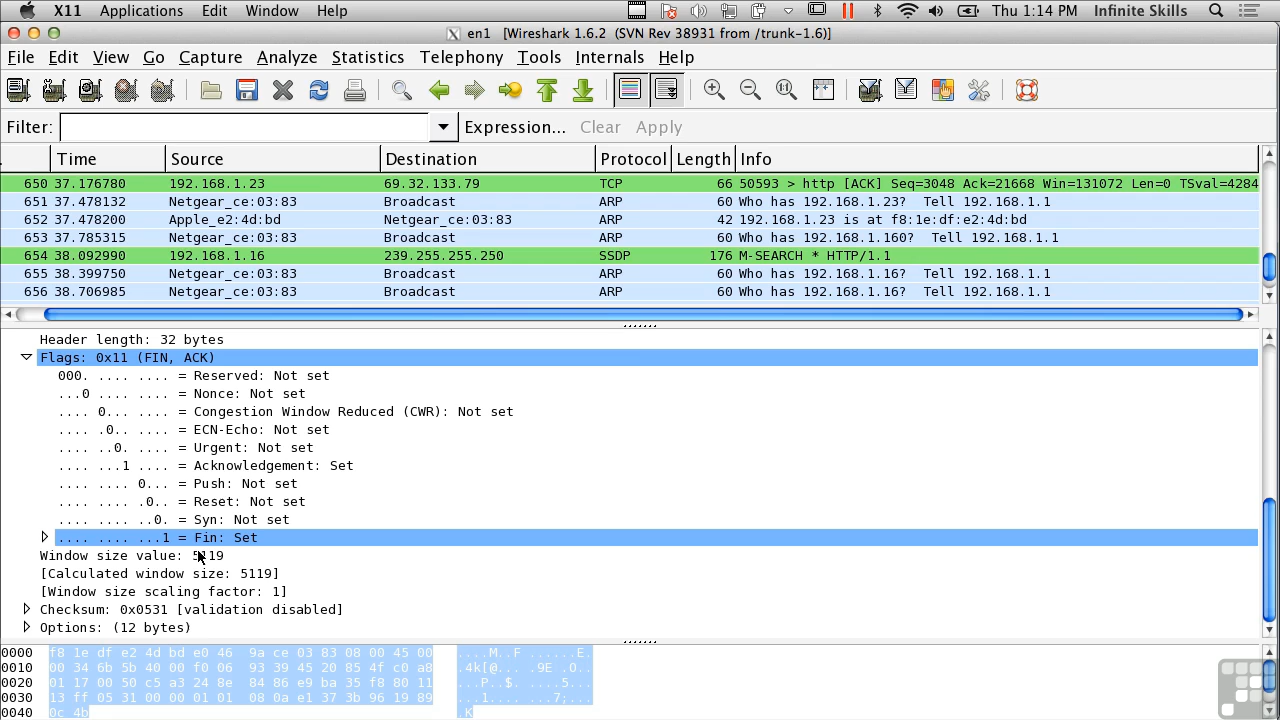 X11 Applications Edit Window Help Thu 1:14 PM Infinite Skills
en1 [Wireshark 1.6.2 (SVN Rev 38931 from /trunk-1.6)]
File Edit View Go Capture Analyze Statistics Telephony Tools Internals Help
Filter: Expression... Clear Apply
. Time Source Destination Protocol Length Info
650 37.176780 192.168.1.23 69.32.133.79 TCP 66 50593 > http [ACK] Seq=3048 Ack=21668 Win=131072 Len=0 TSval=4284
651 37.478132 Netgear_ce:03:83 Broadcast ARP 60 Who has 192.168.1.23? Tell 192.168.1.1
652 37.478200 Apple_e2:4d:bd Netgear_ce:03:83 ARP 42 192.168.1.23 is at f8:1e:df:e2:4d:bd
653 37.785315 Netgear_ce:03:83 Broadcast ARP 60 Who has 192.168.1.160? Tell 192.168.1.1
654 38.092990 192.168.1.16 239.255.255.250 SSDP 176 M-SEARCH * HTTP/1.1
655 38.399750 Netgear_ce:03:83 Broadcast ARP 60 Who has 192.168.1.16? Tell 192.168.1.1
656 38.706985 Netgear_ce:03:83 Broadcast ARP 60 Who has 192.168.1.16? Tell 192.168.1.1
Header length: 32 bytes
Flags: 0x11 (FIN, ACK)
000. .... .... = Reserved: Not set
...0 .... .... = Nonce: Not set
.... 0... .... = Congestion Window Reduced (CWR): Not set
.... .0.. .... = ECN-Echo: Not set
.... ..0. .... = Urgent: Not set
.... ...1 .... = Acknowledgement: Set
.... .... 0... = Push: Not set
.... .... .0.. = Reset: Not set
.... .... ..0. = Syn: Not set
.... .... ...1 = Fin: Set
Window size value: 5119
[Calculated window size: 5119]
[Window size scaling factor: 1]
Checksum: 0x0531 [validation disabled]
Options: (12 bytes)
0000 f8 1e df e2 4d bd e0 46 9a ce 03 83 08 00 45 00 ....M..F ......E.
0010 00 34 6b 5b 40 00 f0 06 93 39 45 20 85 4f c0 a8 .4k[@... .9E .O..
0020 01 17 00 50 c5 a3 24 8e 84 86 e9 ba 35 f8 80 11 ...P..$. ....5...
0030 13 ff 05 31 00 00 01 01 08 0a e1 37 3b 96 19 89 ...1.... ...7;...
0040 0c 4b .K